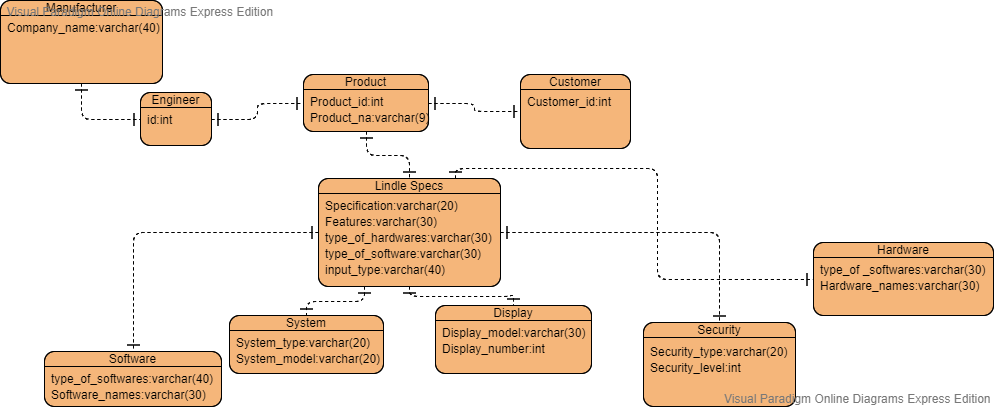 Visual Paradigm Online Diagrams Express Edition
Manufacturer
Company_name:varchar(40)
Engineer
id:int
Product
Product_id:int
Product_na:varchar(9)
Customer
Customer_id:int
Lindle Specs
Specification:varchar(20)
Features:varchar(30)
type_of_hardwares:varchar(30)
type_of_software:varchar(30)
input_type:varchar(40)
Hardware
type_of _softwares:varchar(30)
Hardware_names:varchar(30)
System
System_type:varchar(20)
System_model:varchar(20)
Display
Display_model:varchar(30)
Display_number:int
Security
Security_type:varchar(20)
Security_level:int
Software
type_of_softwares:varchar(40)
Software_names:varchar(30)
Visual Paradigm Online Diagrams Express Edition